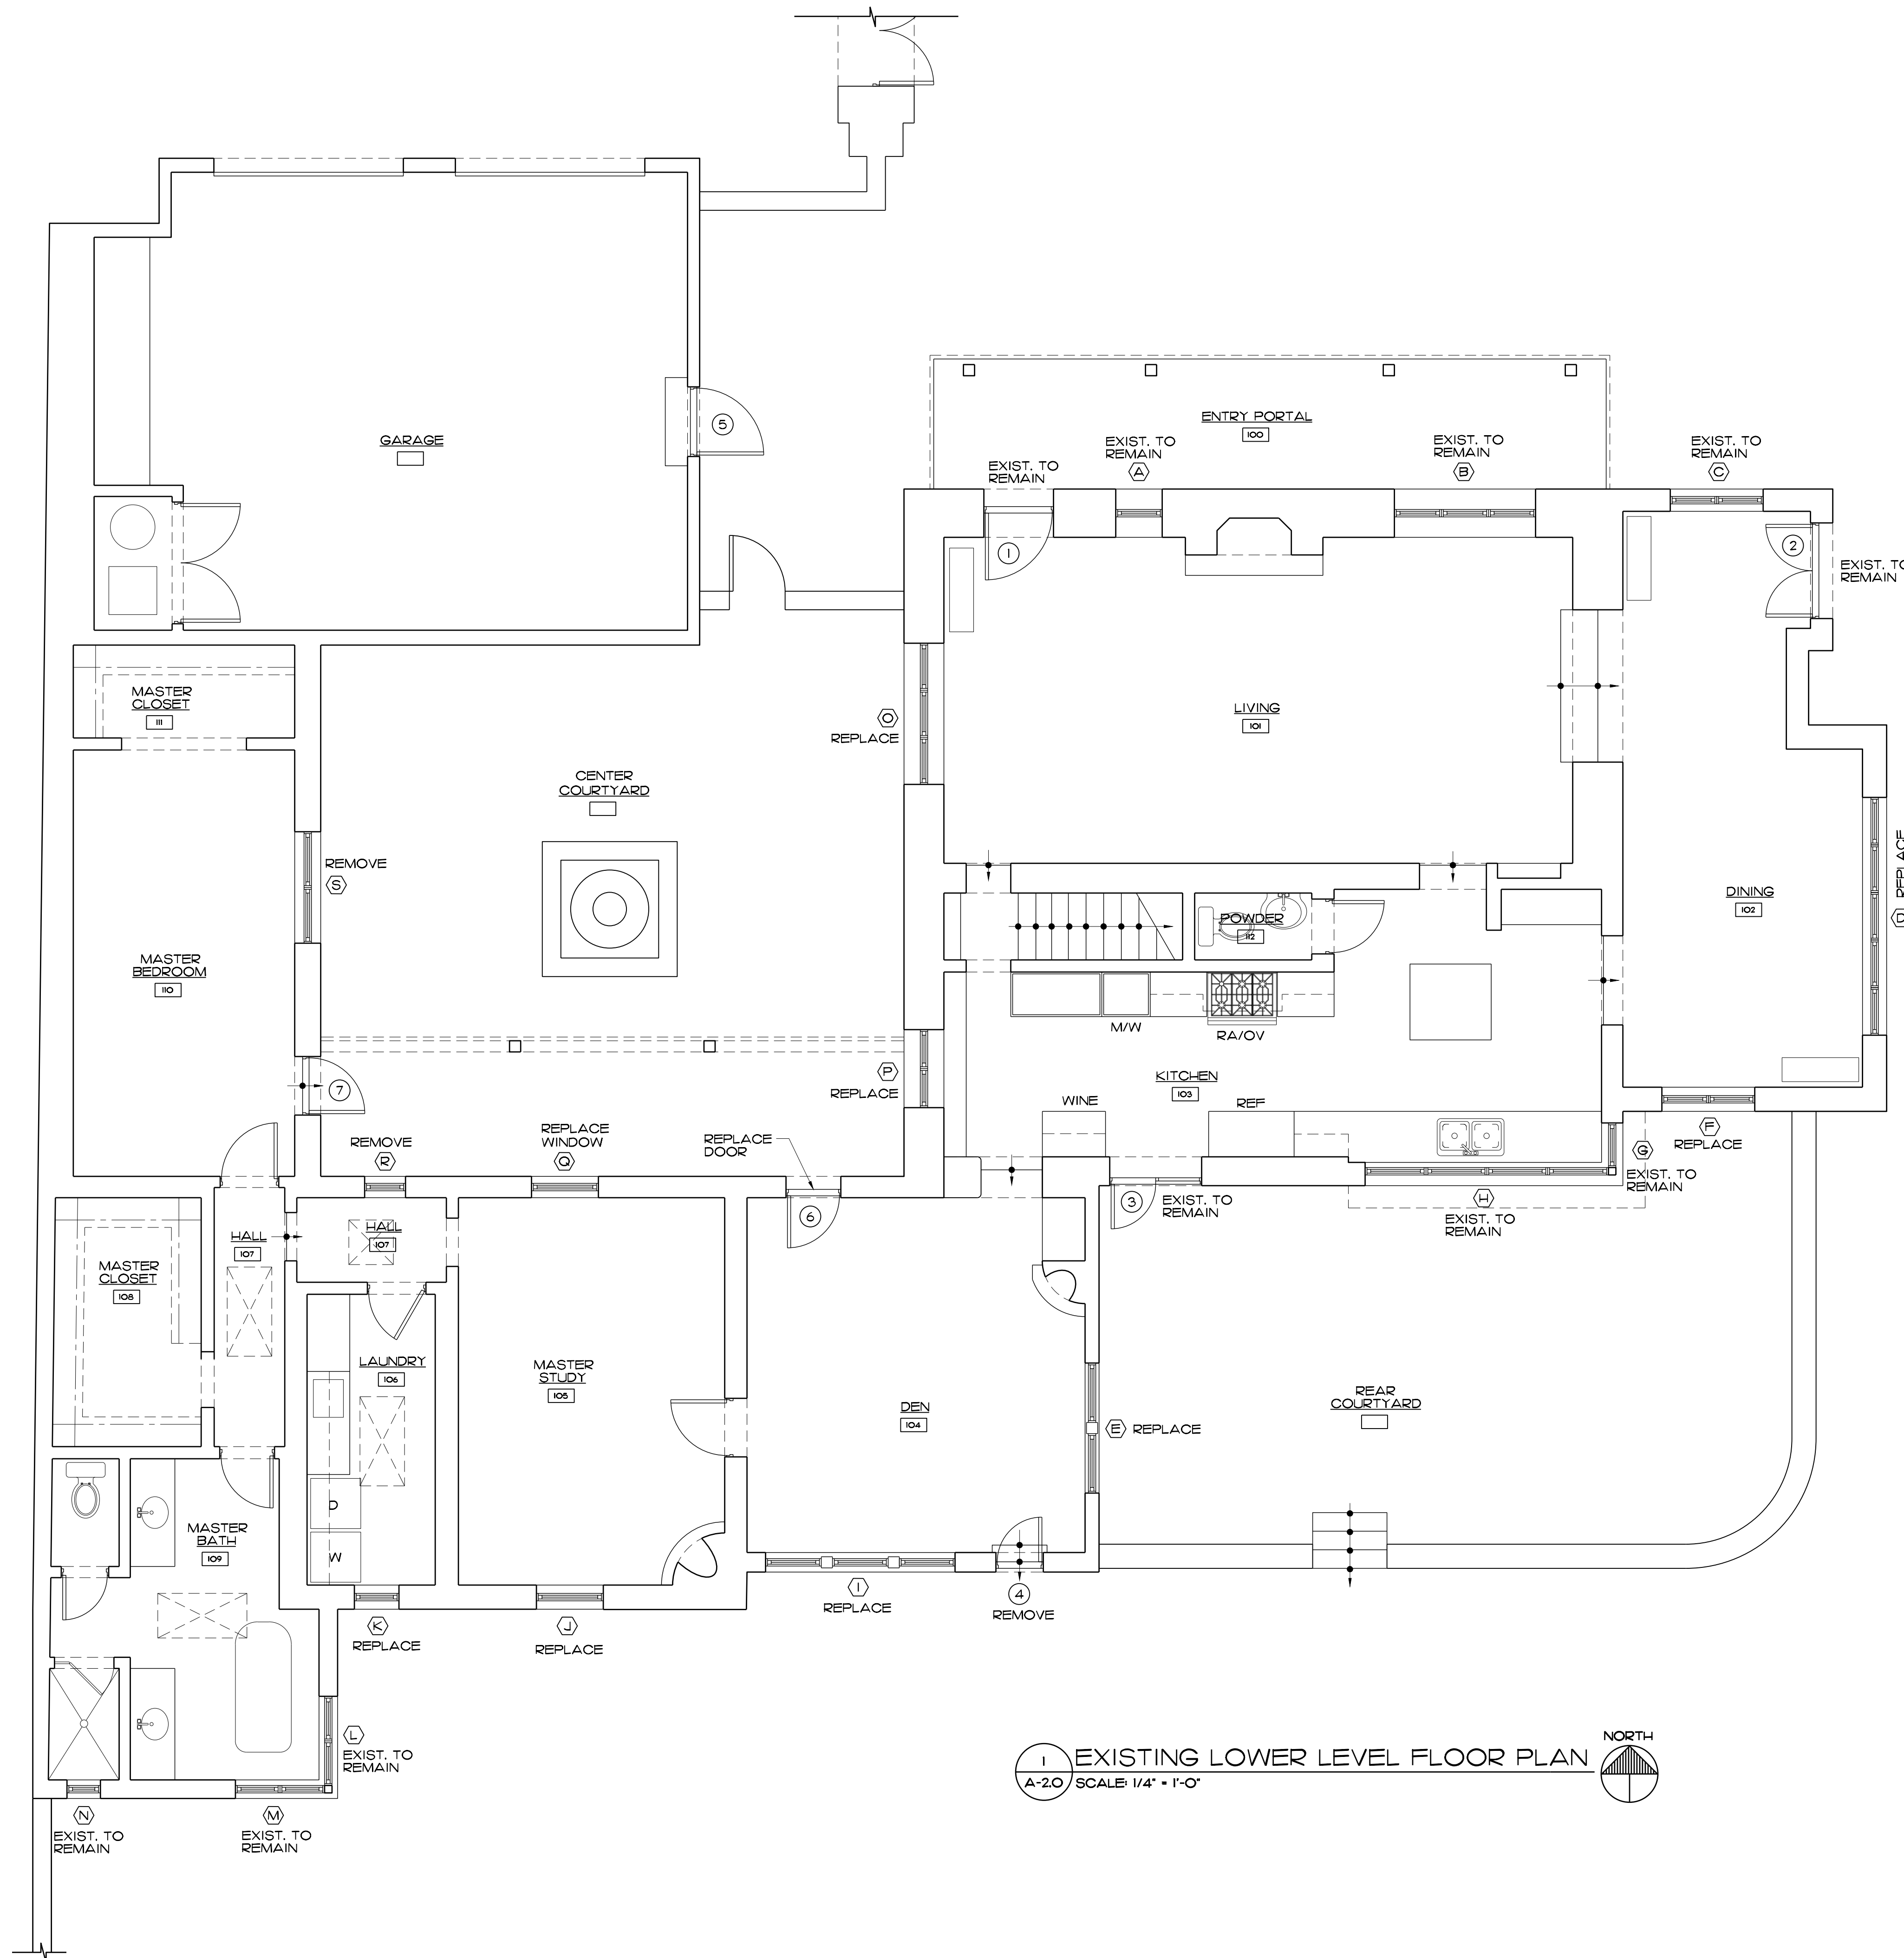 GARAGE
5
ENTRY PORTAL
100
EXIST. TO
REMAIN
A
EXIST. TO
REMAIN
B
EXIST. TO
REMAIN
C
EXIST. TO
REMAIN
1
2
EXIST. TO
REMAIN
MASTER
CLOSET
111
O
REPLACE
LIVING
101
CENTER
COURTYARD
REMOVE
S
REPLACE
D
DINING
102
POWDER
112
MASTER
BEDROOM
110
M/W
RA/OV
7
P
REPLACE
KITCHEN
103
WINE
REF
REMOVE
R
REPLACE
WINDOW
Q
REPLACE
DOOR
F
REPLACE
G
EXIST. TO
REMAIN
3
EXIST. TO
REMAIN
H
EXIST. TO
REMAIN
6
HALL
107
HALL
107
MASTER
CLOSET
108
LAUNDRY
106
MASTER
STUDY
105
DEN
104
REAR
COURTYARD
E
REPLACE
D
W
MASTER
BATH
109
I
REPLACE
4
REMOVE
K
REPLACE
J
REPLACE
L
EXIST. TO
REMAIN
N
EXIST. TO
REMAIN
M
EXIST. TO
REMAIN
1
A-2.0
EXISTING LOWER LEVEL FLOOR PLAN
SCALE: 1/4" = 1'-0"
NORTH